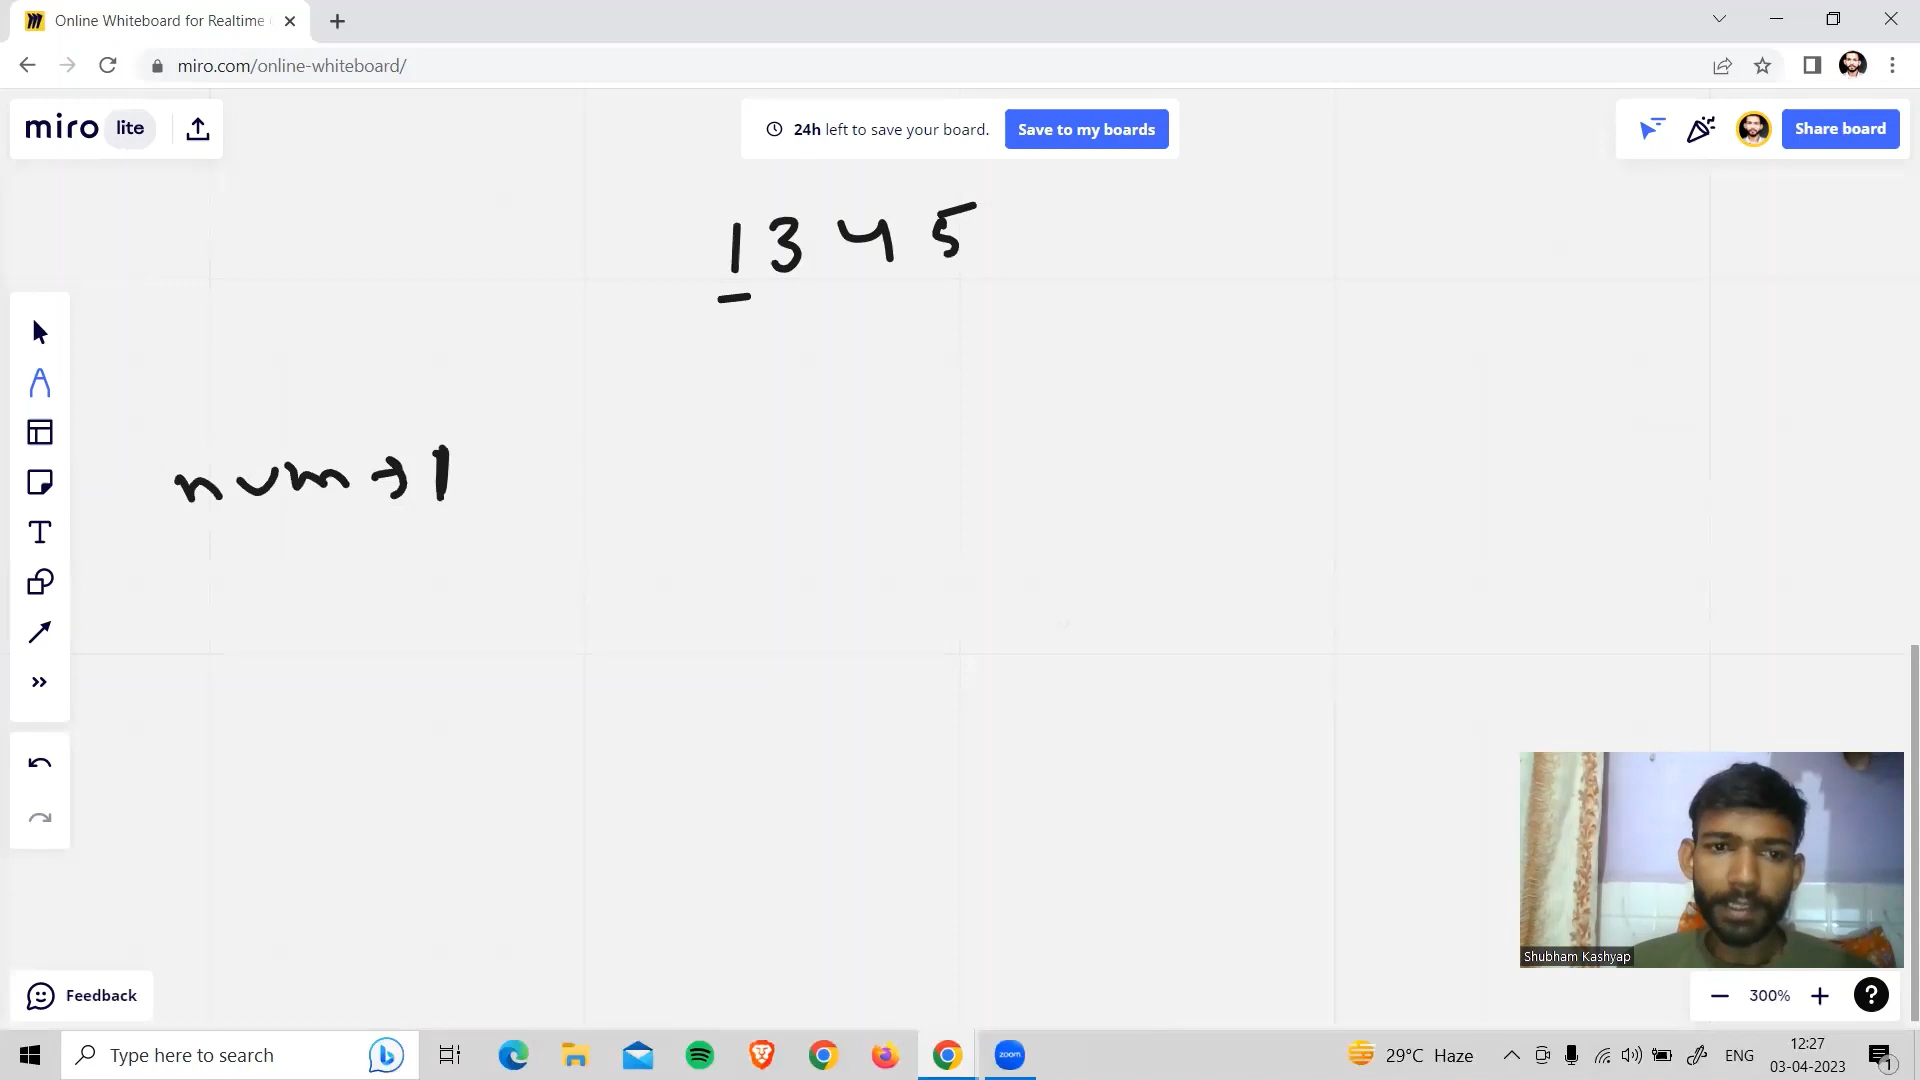 Online Whiteboard for Realtime
miro.com/online-whiteboard/
miro lite
24h left to save your board.
Save to my boards
Share board
1 3 4 5
num → 1
Shubham Kashyap
Feedback
300%
?
Type here to search
zoom
29°C Haze
ENG
12:27
03-04-2023
1